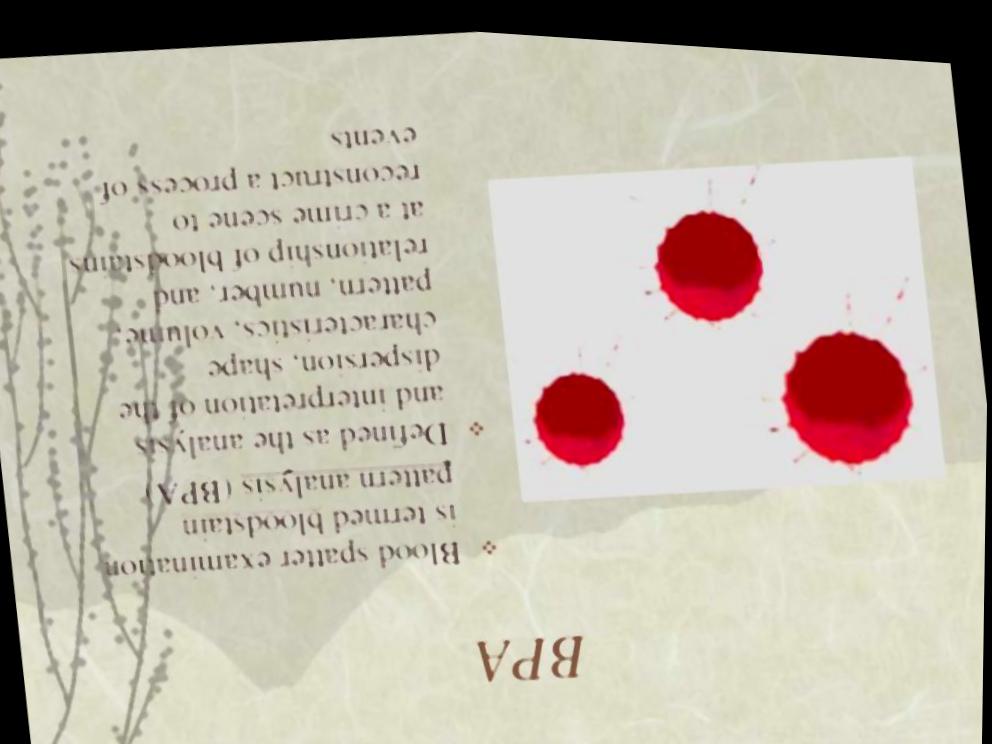 BPA
Blood spatter examination
is termed bloodstain
pattern analysis (BPA)
Defined as the analysis
and interpretation of the
dispersion, shape
characteristics, volume,
pattern, number, and
relationship of bloodstains
at a crime scene to
reconstruct a process of
events